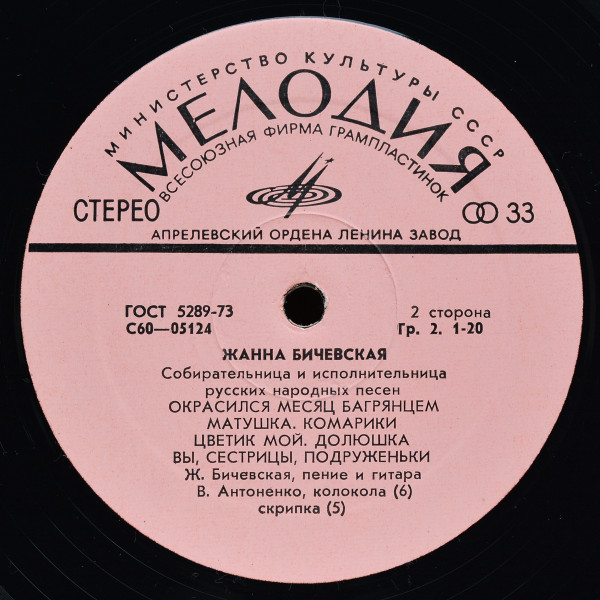 МИНИСТЕРСТВО КУЛЬТУРЫ СССР
МЕЛОДИЯ
ВСЕСОЮЗНАЯ ФИРМА ГРАМПЛАСТИНОК
СТЕРЕО
33
АПРЕЛЕВСКИЙ ОРДЕНА ЛЕНИНА ЗАВОД
ГОСТ 5289-73
2 сторона
С60—05124
Гр. 2. 1-20
ЖАННА БИЧЕВСКАЯ
Собирательница и исполнительница
русских народных песен
ОКРАСИЛСЯ МЕСЯЦ БАГРЯНЦЕМ
МАТУШКА. КОМАРИКИ
ЦВЕТИК МОЙ. ДОЛЮШКА
ВЫ, СЕСТРИЦЫ, ПОДРУЖЕНЬКИ
Ж. Бичевская, пение и гитара
В. Антоненко, колокола (6)
скрипка (5)